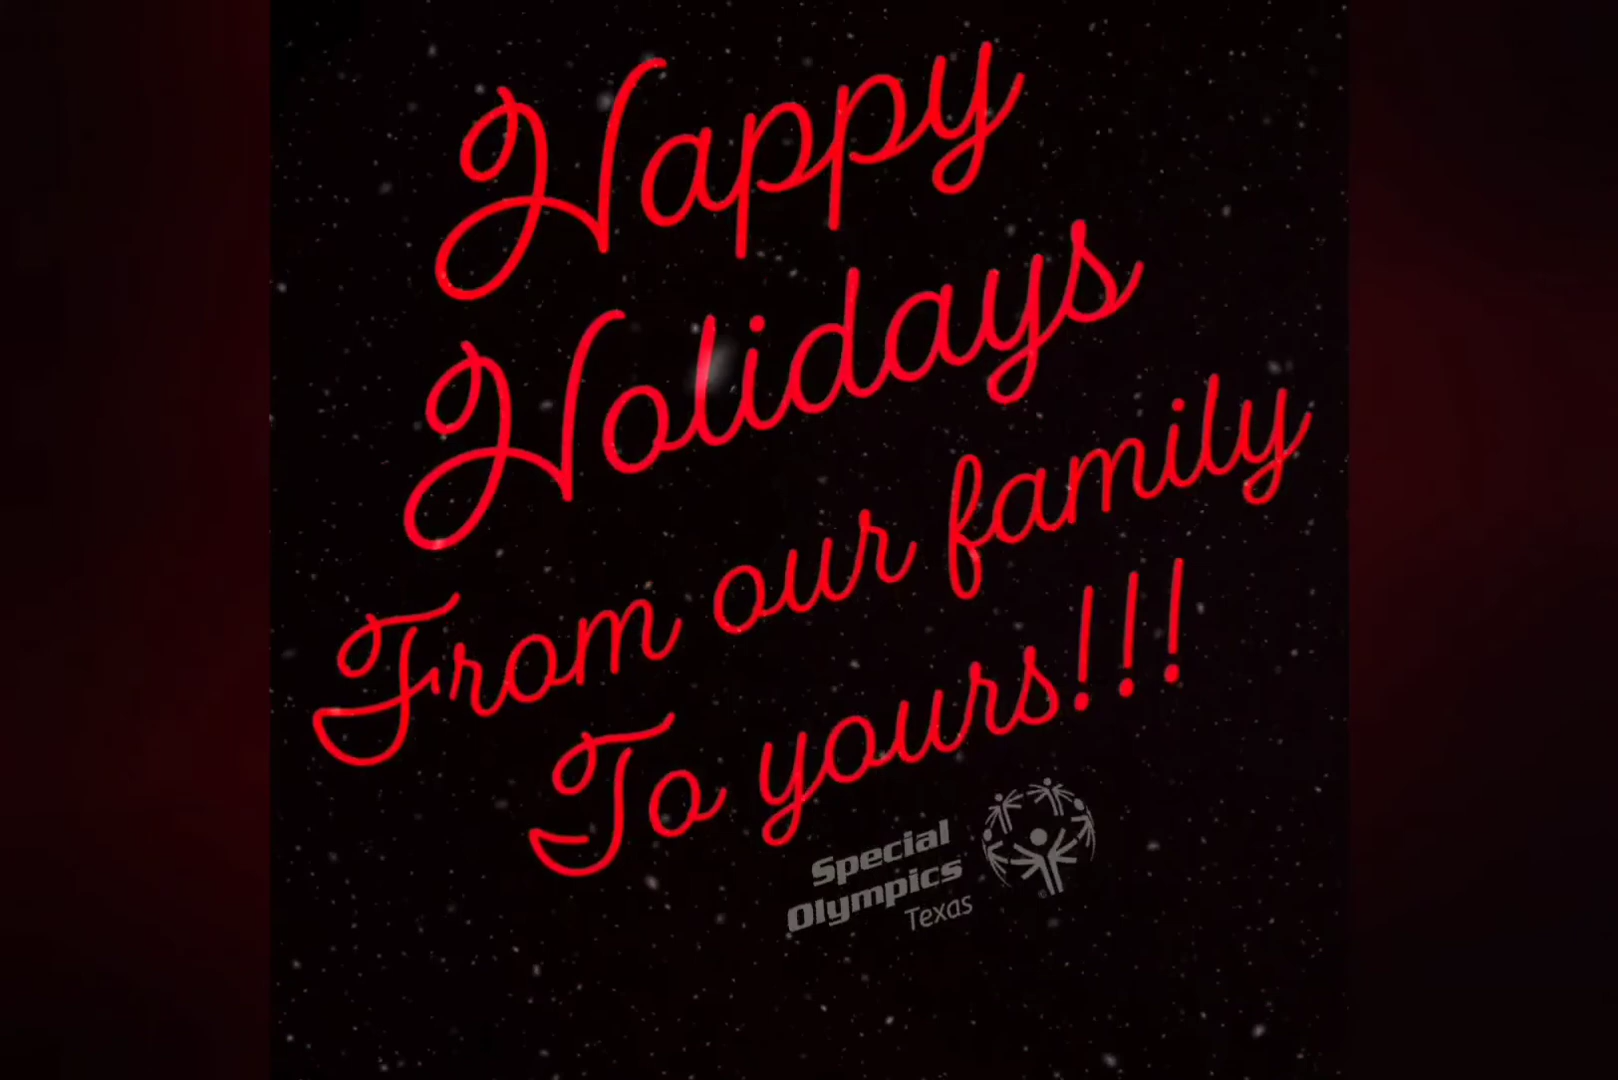 Happy
Holidays
From our family
To yours!!!
Special
Olympics
Texas